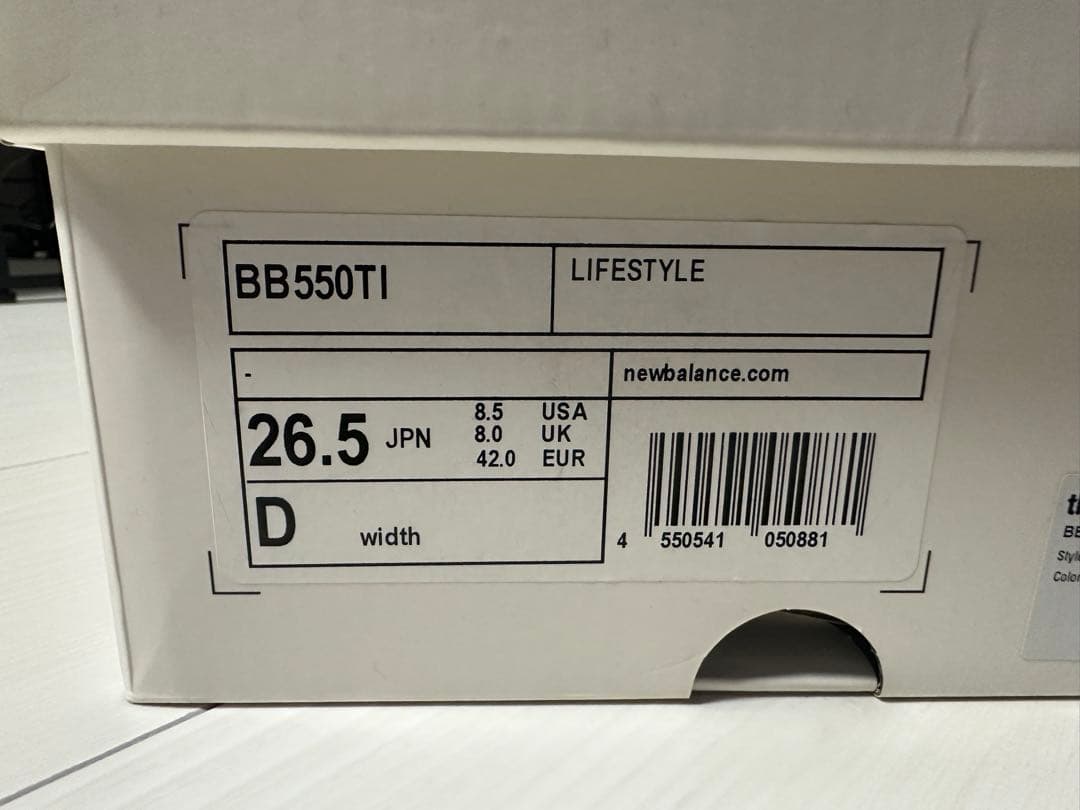 BB550TI
LIFESTYLE
-
newbalance.com
26.5 JPN
8.5 USA
8.0 UK
42.0 EUR
D width
4 550541 050881